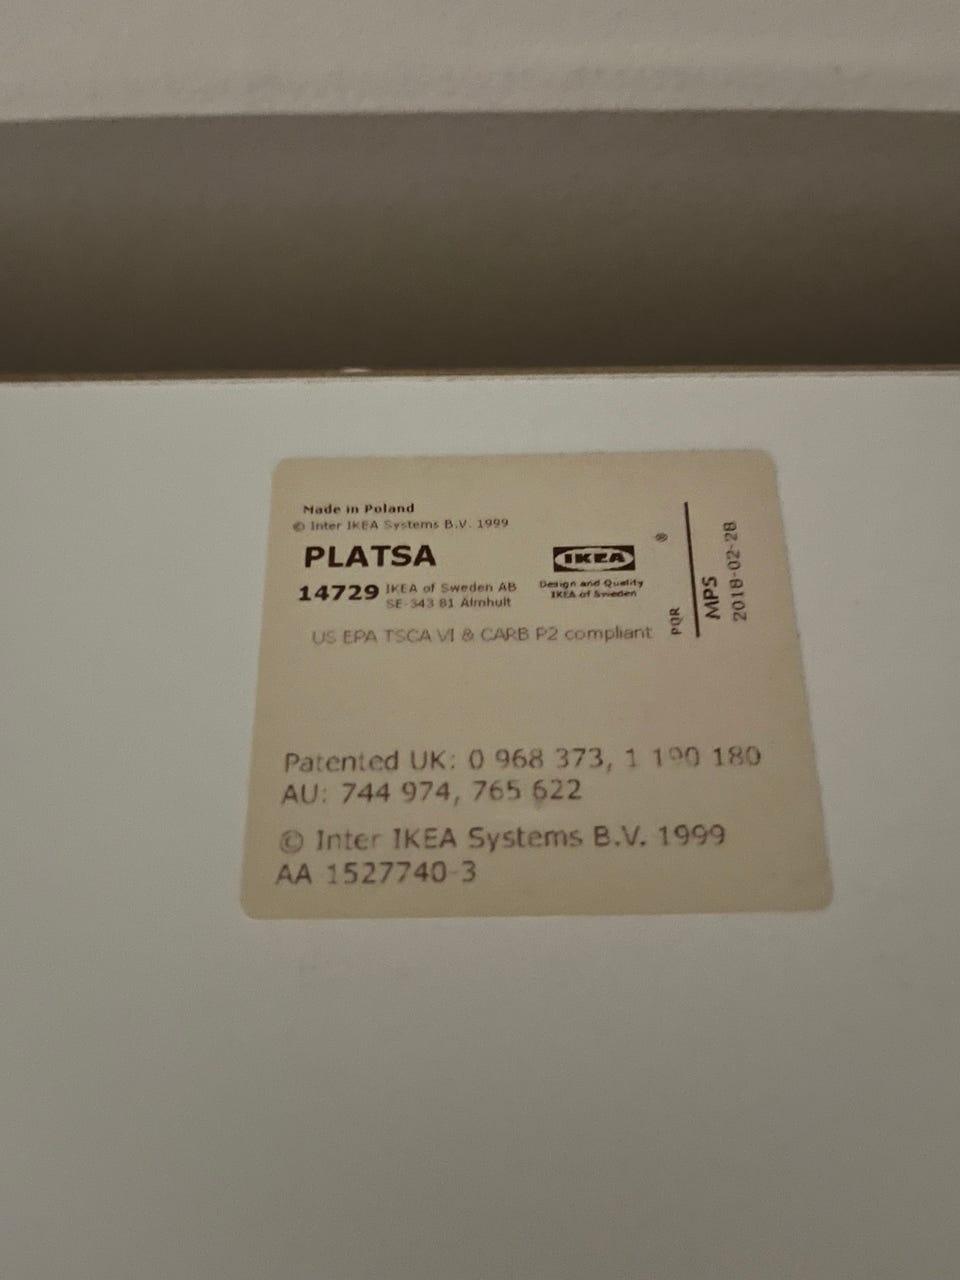 Made in Poland
© Inter IKEA Systems B.V. 1999
PLATSA
14729 IKEA of Sweden AB
SE-343 81 Älmhult
IKEA ®
Design and Quality
IKEA of Sweden
PQR
MPS
2018-02-28
US EPA TSCA VI & CARB P2 compliant
Patented UK: 0 968 373, 1 190 180
AU: 744 974, 765 622
© Inter IKEA Systems B.V. 1999
AA 1527740-3